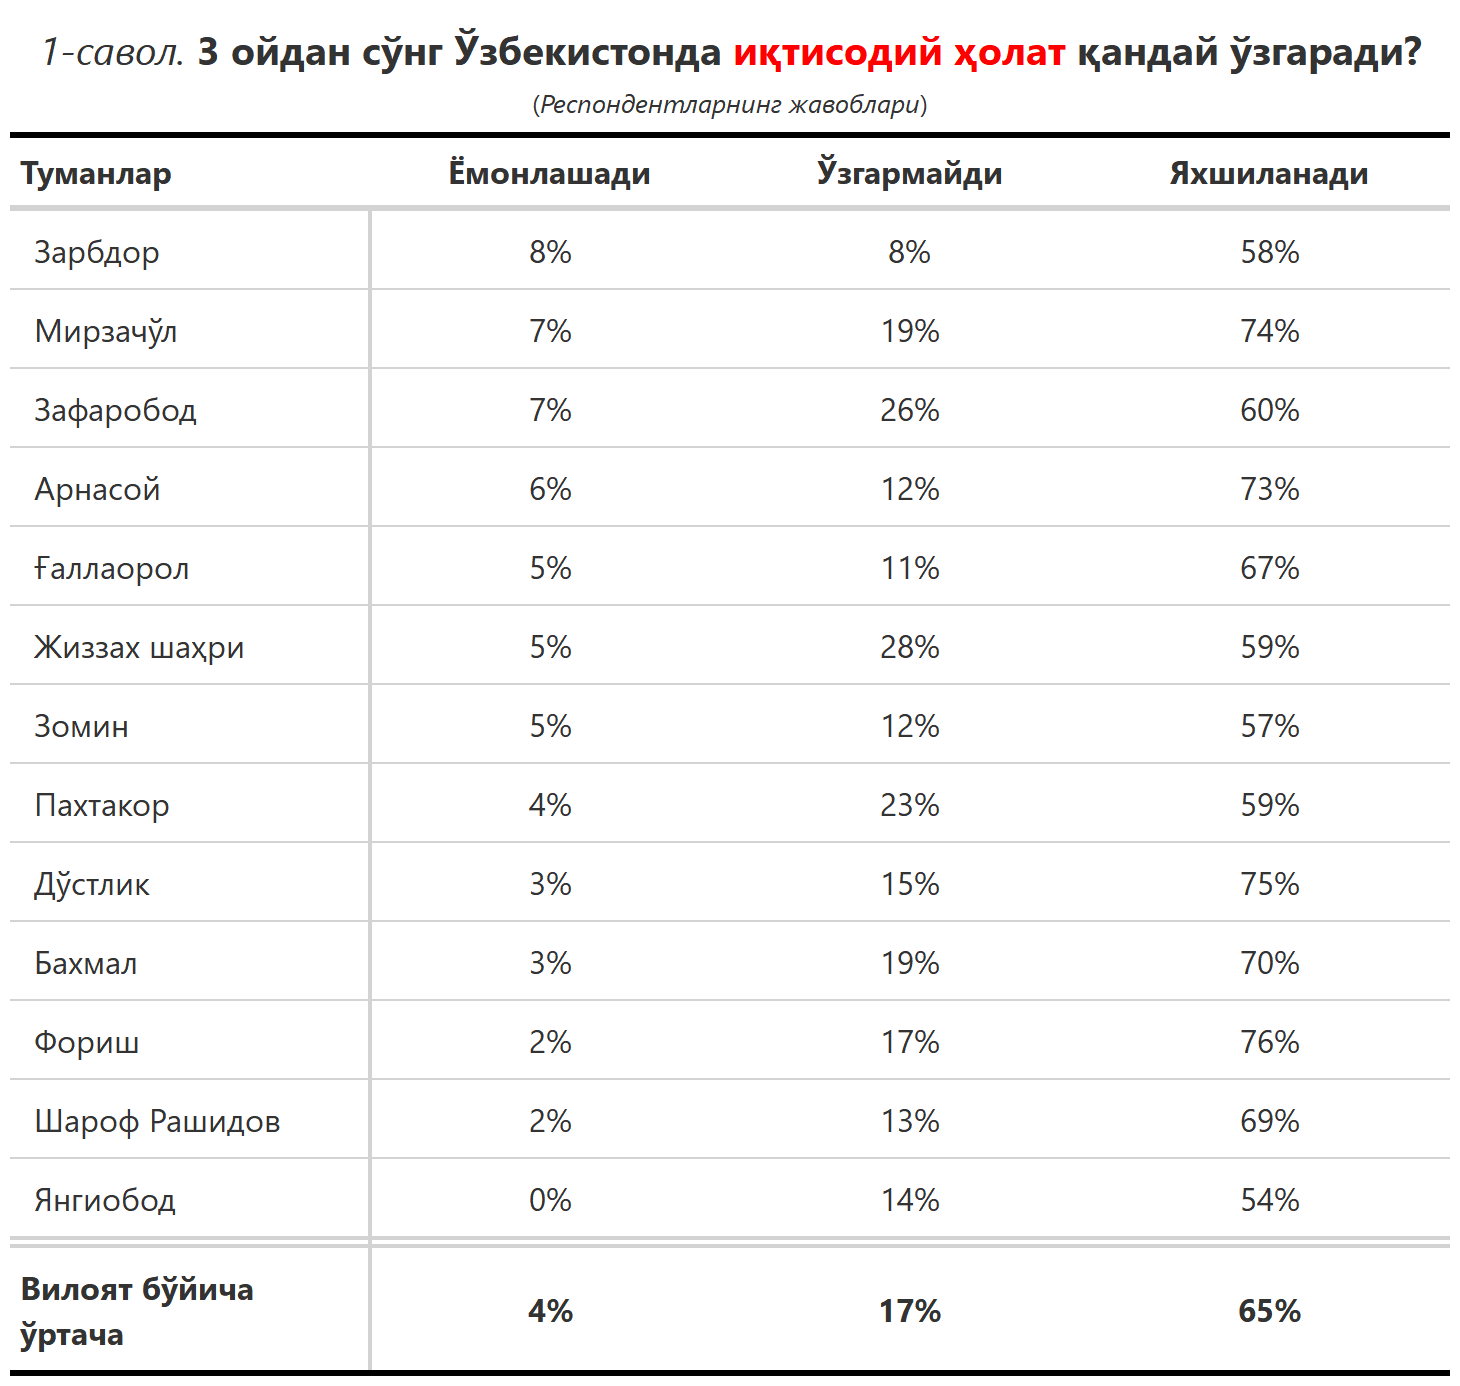 1-савол. 3 ойдан сўнг Ўзбекистонда иқтисодий ҳолат қандай ўзгаради?
(Респондентларнинг жавоблари)
Туманлар Ёмонлашади Ўзгармайди Яхшиланади
Зарбдор 8% 8% 58%
Мирзачўл 7% 19% 74%
Зафаробод 7% 26% 60%
Арнасой 6% 12% 73%
Ғаллаорол 5% 11% 67%
Жиззах шаҳри 5% 28% 59%
Зомин 5% 12% 57%
Пахтакор 4% 23% 59%
Дўстлик 3% 15% 75%
Бахмал 3% 19% 70%
Фориш 2% 17% 76%
Шароф Рашидов 2% 13% 69%
Янгиобод 0% 14% 54%
Вилоят бўйича
ўртача 4% 17% 65%